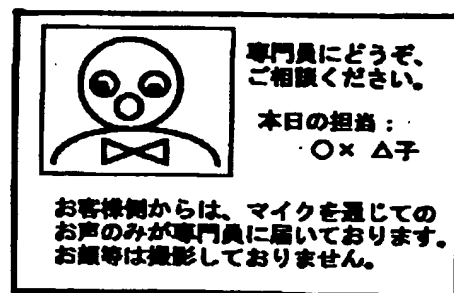 専門員にどうぞ、
ご相談ください。
本日の担当：
○× △子
お客様側からは、マイクを通じての
お声のみが専門員に届いております。
お顔等は撮影しておりません。